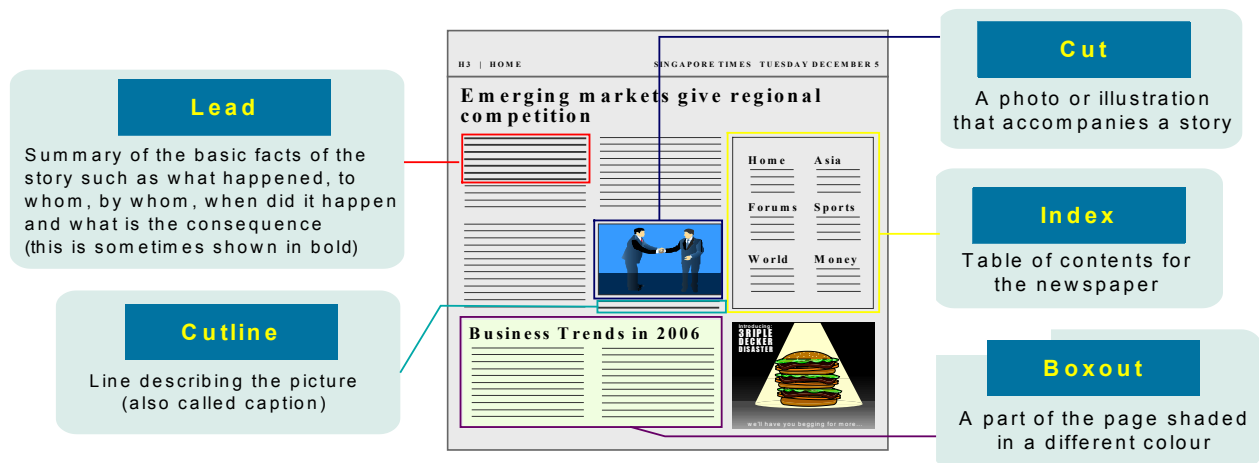 Lead
Summary of the basic facts of the
story such as what happened, to
whom, by whom, when did it happen
and what is the consequence
(this is sometimes shown in bold)
Cutline
Line describing the picture
(also called caption)
H3 | HOME
SINGAPORE TIMES TUESDAY DECEMBER 5
Emerging markets give regional
competition
Home Asia
Forums Sports
World Money
Business Trends in 2006
Introducing:
3RIPLE
DECKER
DISASTER
we'll have you begging for more...
Cut
A photo or illustration
that accompanies a story
Index
Table of contents for
the newspaper
Boxout
A part of the page shaded
in a different colour